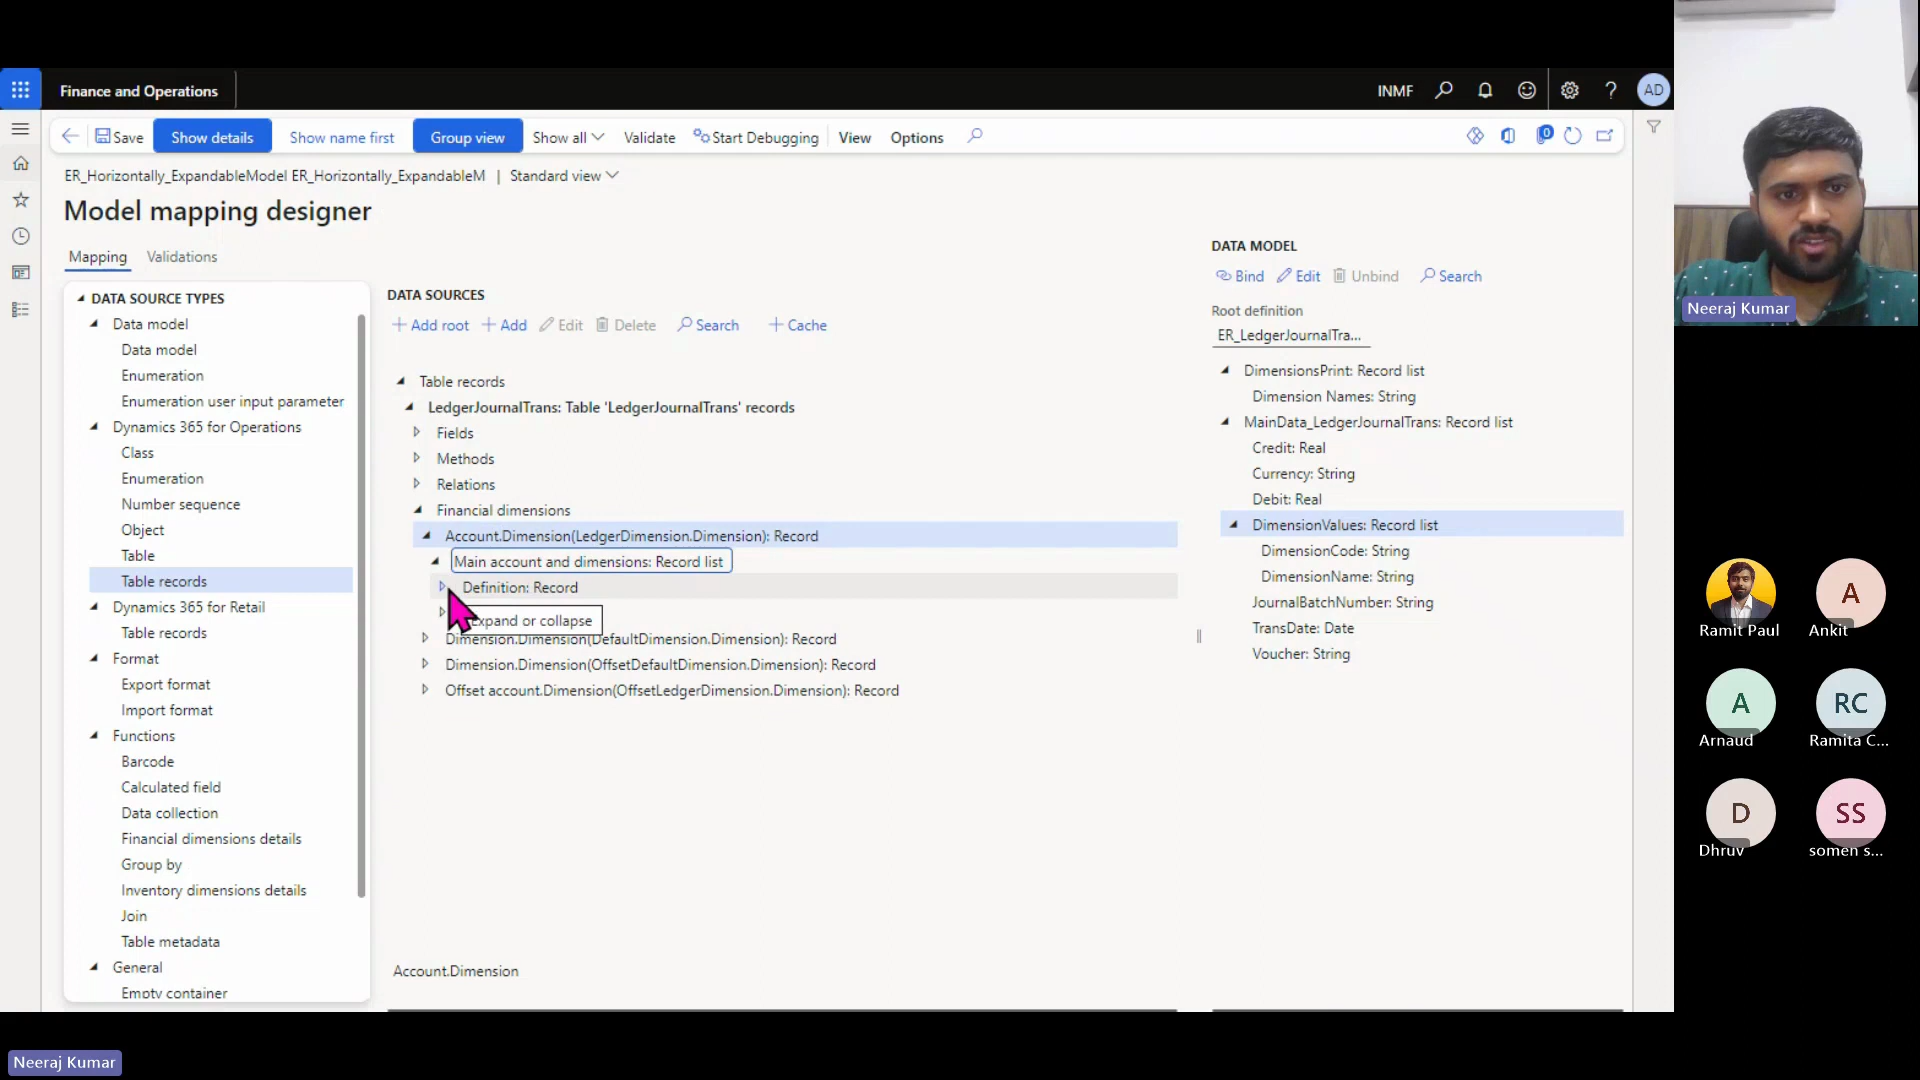 Finance and Operations
INMF
AD
Save
Show details
Show name first
Group view
Show all
Validate
Start Debugging
View
Options
0
ER_Horizontally_ExpandableModel ER_Horizontally_ExpandableM | Standard view
Model mapping designer
Mapping
Validations
DATA SOURCE TYPES
Data model
Data model
Enumeration
Enumeration user input parameter
Dynamics 365 for Operations
Class
Enumeration
Number sequence
Object
Table
Table records
Dynamics 365 for Retail
Table records
Format
Export format
Import format
Functions
Barcode
Calculated field
Data collection
Financial dimensions details
Group by
Inventory dimensions details
Join
Table metadata
General
Empty container
DATA SOURCES
Add root
Add
Edit
Delete
Search
Cache
Table records
LedgerJournalTrans: Table 'LedgerJournalTrans' records
Fields
Methods
Relations
Financial dimensions
Account.Dimension(LedgerDimension.Dimension): Record
Main account and dimensions: Record list
Definition: Record
Expand or collapse
Dimension.Dimension(DefaultDimension.Dimension): Record
Dimension.Dimension(OffsetDefaultDimension.Dimension): Record
Offset account.Dimension(OffsetLedgerDimension.Dimension): Record
Account.Dimension
DATA MODEL
Bind
Edit
Unbind
Search
Root definition
ER_LedgerJournalTra...
DimensionsPrint: Record list
Dimension Names: String
MainData_LedgerJournalTrans: Record list
Credit: Real
Currency: String
Debit: Real
DimensionValues: Record list
DimensionCode: String
DimensionName: String
JournalBatchNumber: String
TransDate: Date
Voucher: String
Neeraj Kumar
Ramit Paul
A
Ankit
A
Arnaud
RC
Ramita C...
D
Dhruv
SS
somen s...
Neeraj Kumar